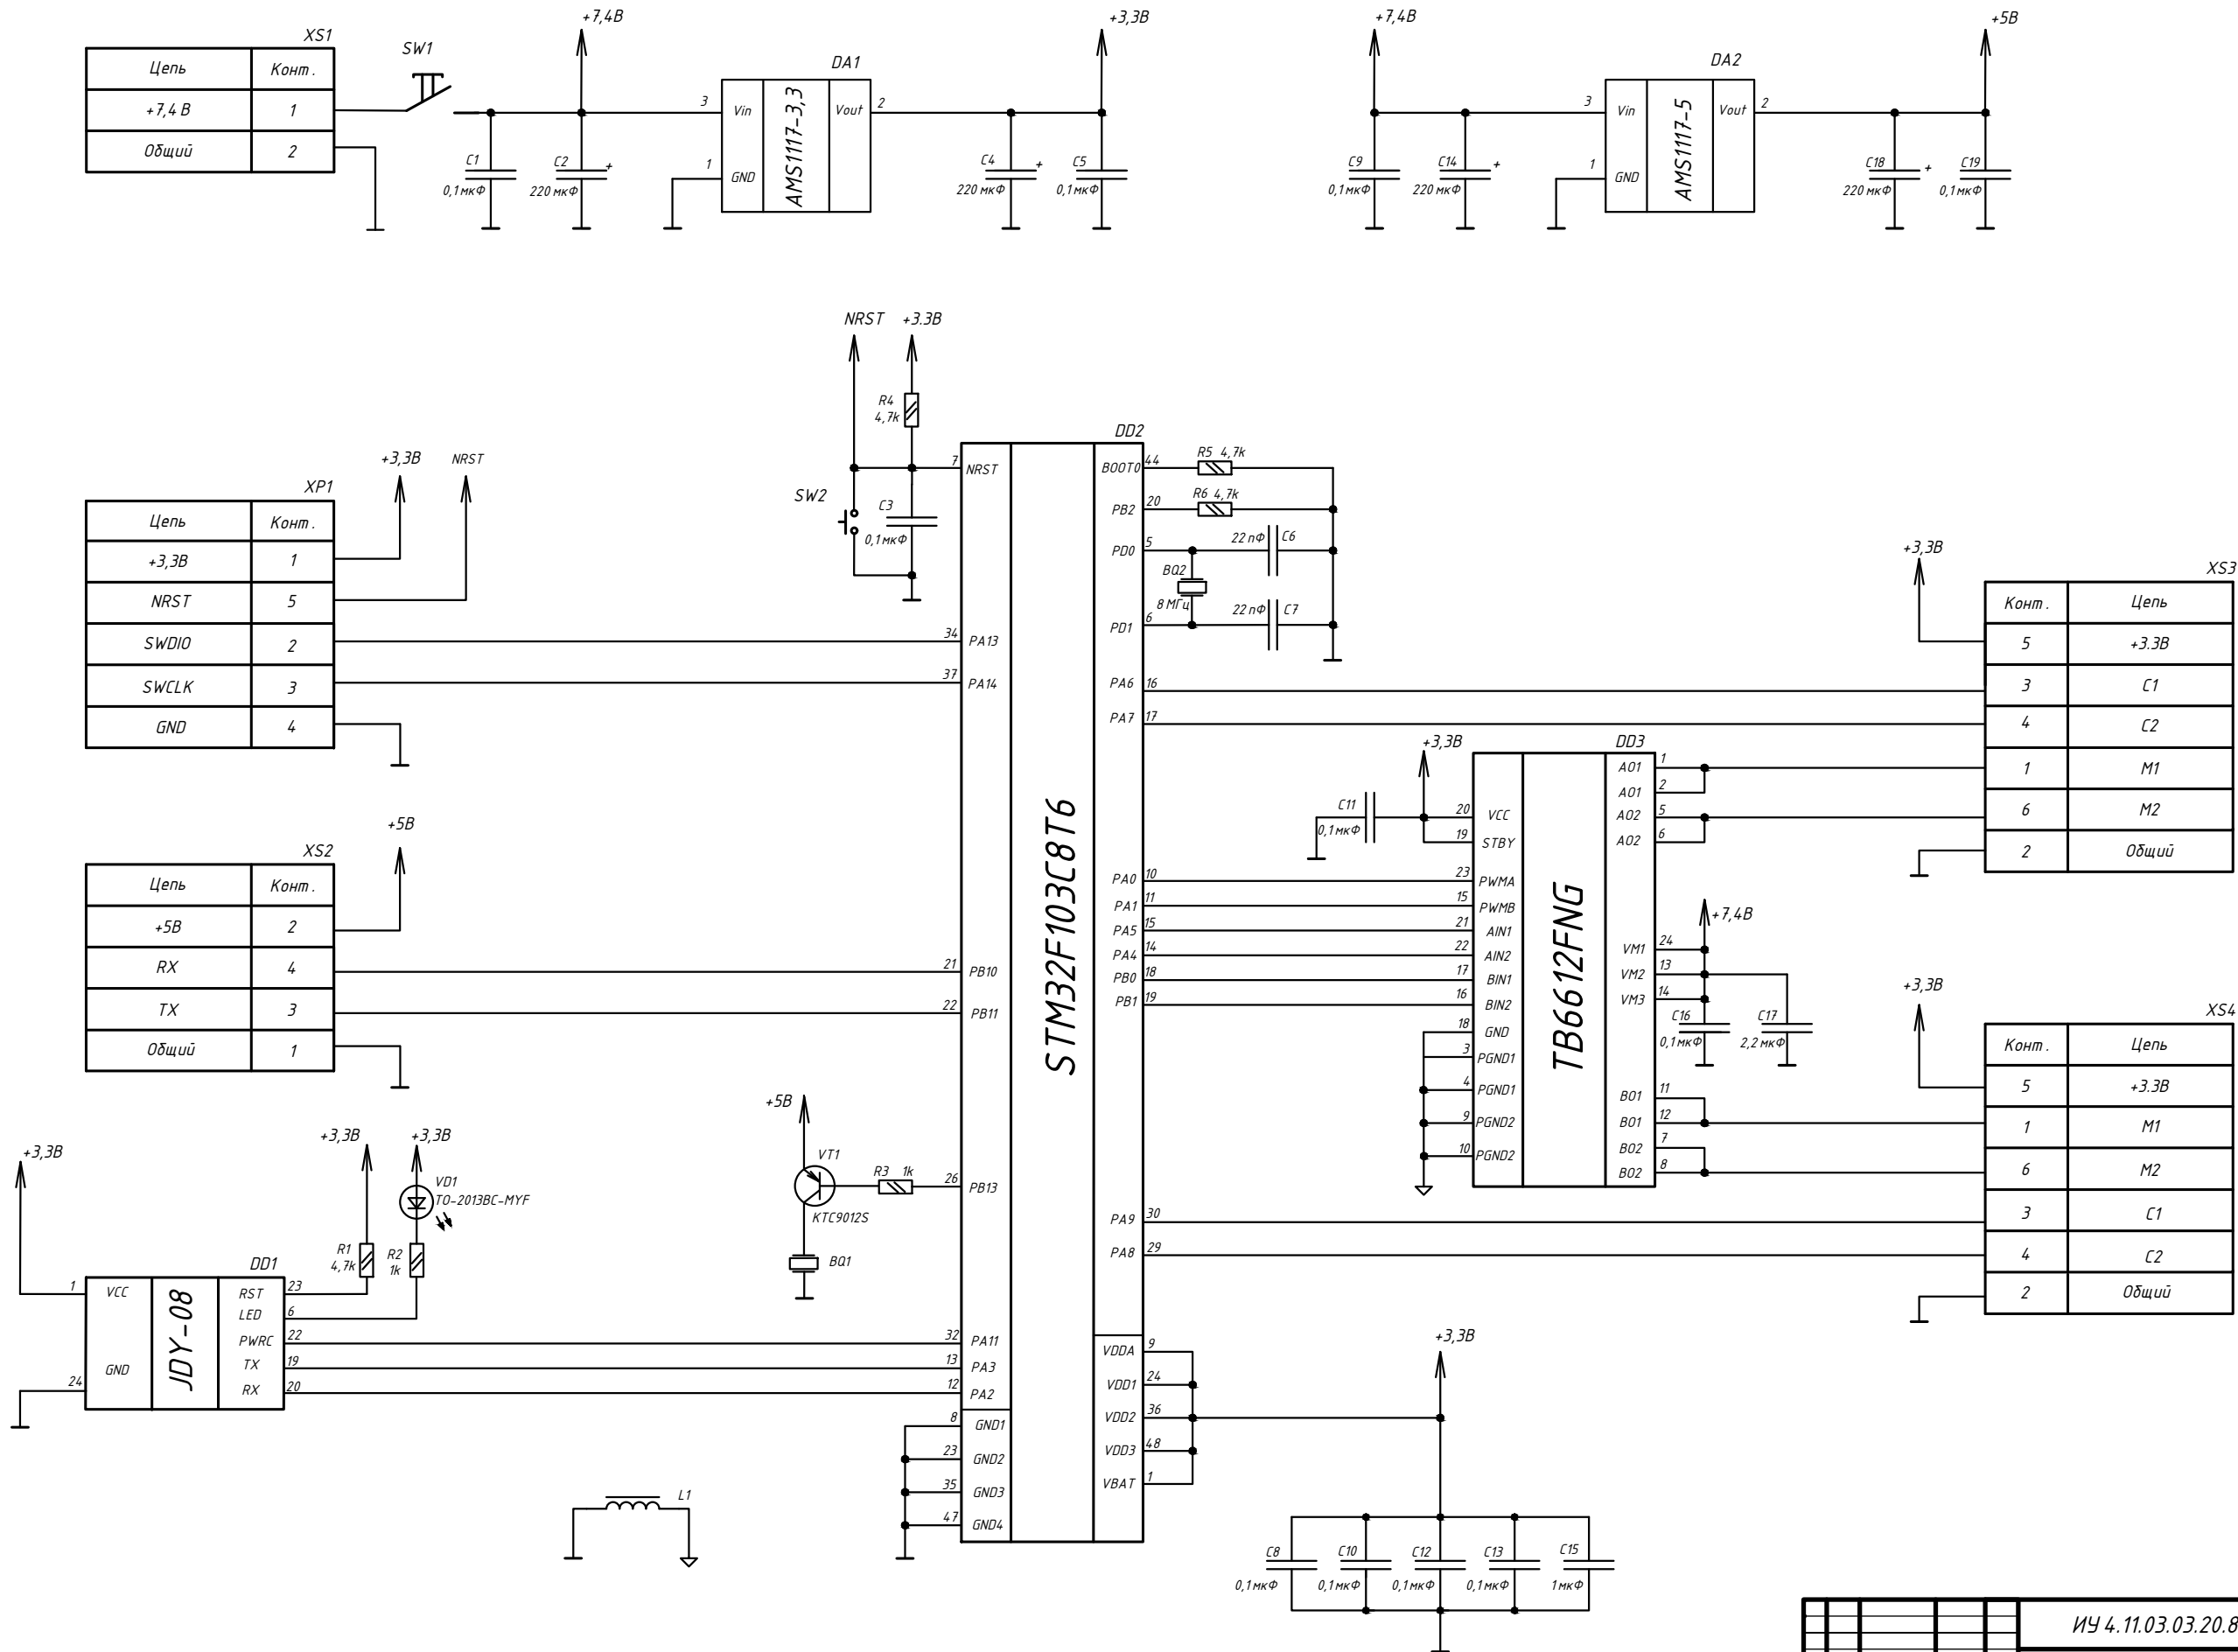 XS1
Цепь Конт.
+7,4 В 1
Общий 2
SW1
+7,4В
C1
0,1мкФ
C2
+
220 мкФ
DA1
3 Vin
1 GND
AMS1117-3,3
Vout 2
+3,3В
C4
+
220 мкФ
C5
0,1мкФ
+7,4В
C9
0,1мкФ
C14
+
220 мкФ
DA2
3 Vin
1 GND
AMS1117-5
Vout 2
+5В
C18
+
220 мкФ
C19
0,1мкФ
NRST +3.3В
R4
4,7k
SW2
C3
0,1мкФ
XP1
+3,3В NRST
Цепь Конт.
+3,3В 1
NRST 5
SWDIO 2
SWCLK 3
GND 4
XS2
+5В
Цепь Конт.
+5В 2
RX 4
TX 3
Общий 1
+3,3В
DD1
JDY-08
1 VCC
24 GND
RST 23
LED 6
PWRC 22
TX 19
RX 20
+3,3В
R1
4,7k
+3,3В
VD1
TO-2013BC-MYF
R2
1k
+5В
VT1
KTC9012S
R3 1k
BQ1
L1
DD2
STM32F103C8T6
7 NRST
34 PA13
37 PA14
21 PB10
22 PB11
26 PB13
32 PA11
13 PA3
12 PA2
8 GND1
23 GND2
35 GND3
47 GND4
BOOT0 44
PB2 20
PD0 5
PD1 6
PA6 16
PA7 17
PA0 10
PA1 11
PA5 15
PA4 14
PB0 18
PB1 19
PA9 30
PA8 29
VDDA 9
VDD1 24
VDD2 36
VDD3 48
VBAT 1
R5 4,7k
R6 4,7k
22 пФ C6
BQ2
8 МГц
22 пФ C7
+3,3В
C11
0,1мкФ
DD3
TB6612FNG
20 VCC
19 STBY
23 PWMA
15 PWMB
21 AIN1
22 AIN2
17 BIN1
16 BIN2
18 GND
3 PGND1
4 PGND1
9 PGND2
10 PGND2
AO1 1
AO1 2
AO2 5
AO2 6
VM1 24
VM2 13
VM3 14
BO1 11
BO1 12
BO2 7
BO2 8
+7,4В
C16
0,1мкФ
C17
2,2 мкФ
+3,3В
XS3
Конт. Цепь
5 +3.3В
3 C1
4 C2
1 M1
6 M2
2 Общий
+3,3В
XS4
Конт. Цепь
5 +3.3В
1 M1
6 M2
3 C1
4 C2
2 Общий
+3,3В
C8
0,1мкФ
C10
0,1мкФ
C12
0,1мкФ
C13
0,1мкФ
C15
1мкФ
ИУ 4.11.03.03.20.8